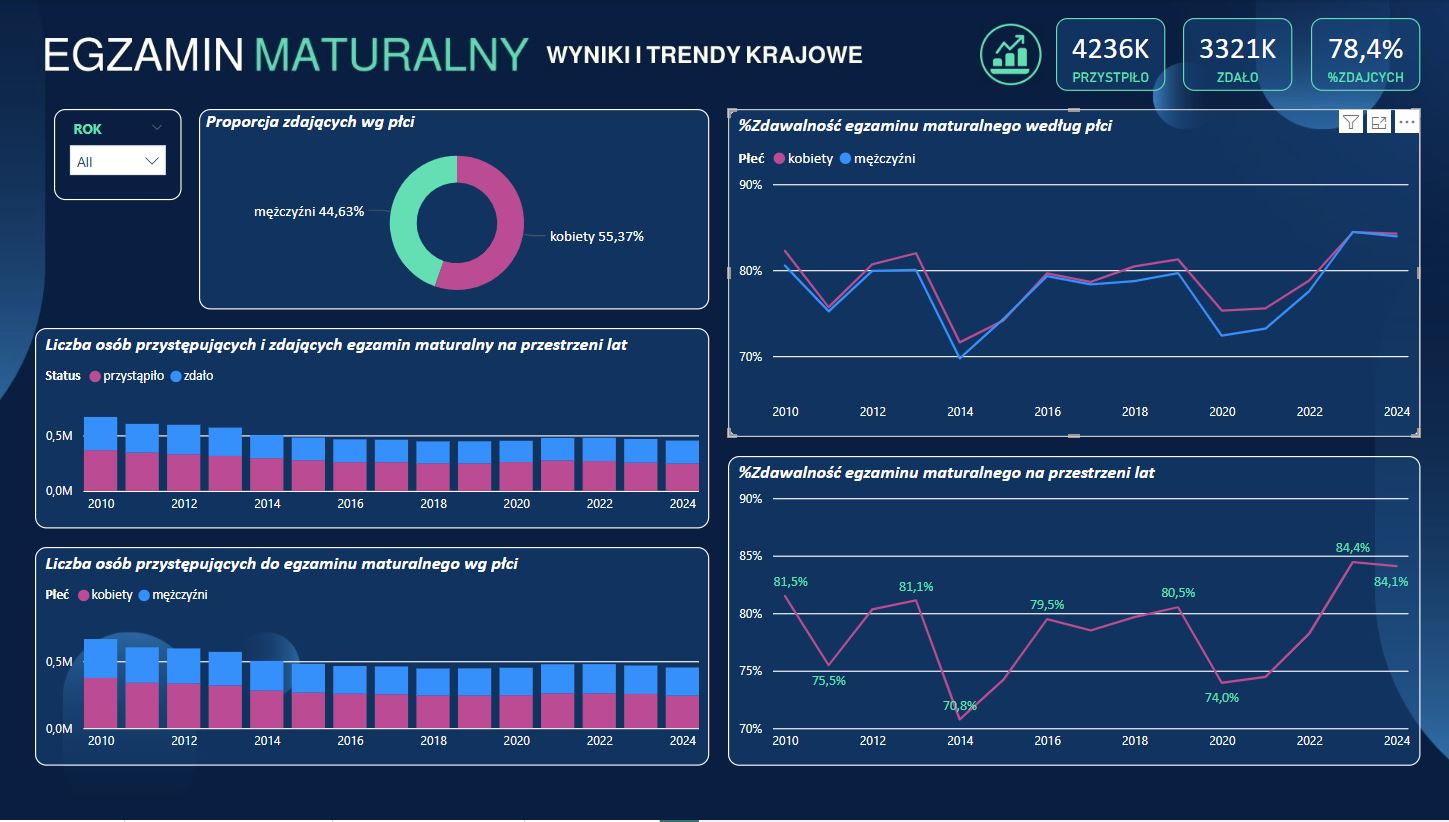 EGZAMIN MATURALNY WYNIKI I TRENDY KRAJOWE
4236K
PRZYSTPIŁO
3321K
ZDAŁO
78,4%
%ZDAJCYCH
ROK
All
Proporcja zdających wg płci
mężczyźni 44,63%
kobiety 55,37%
Liczba osób przystępujących i zdających egzamin maturalny na przestrzeni lat
Status przystąpiło zdało
0,5M
0,0M
2010 2012 2014 2016 2018 2020 2022 2024
Liczba osób przystępujących do egzaminu maturalnego wg płci
Płeć kobiety mężczyźni
0,5M
0,0M
2010 2012 2014 2016 2018 2020 2022 2024
%Zdawalność egzaminu maturalnego według płci
Płeć kobiety mężczyźni
90%
80%
70%
2010 2012 2014 2016 2018 2020 2022 2024
%Zdawalność egzaminu maturalnego na przestrzeni lat
90%
85%
80%
75%
70%
81,5%
75,5%
81,1%
70,8%
79,5%
80,5%
74,0%
84,4%
84,1%
2010 2012 2014 2016 2018 2020 2022 2024